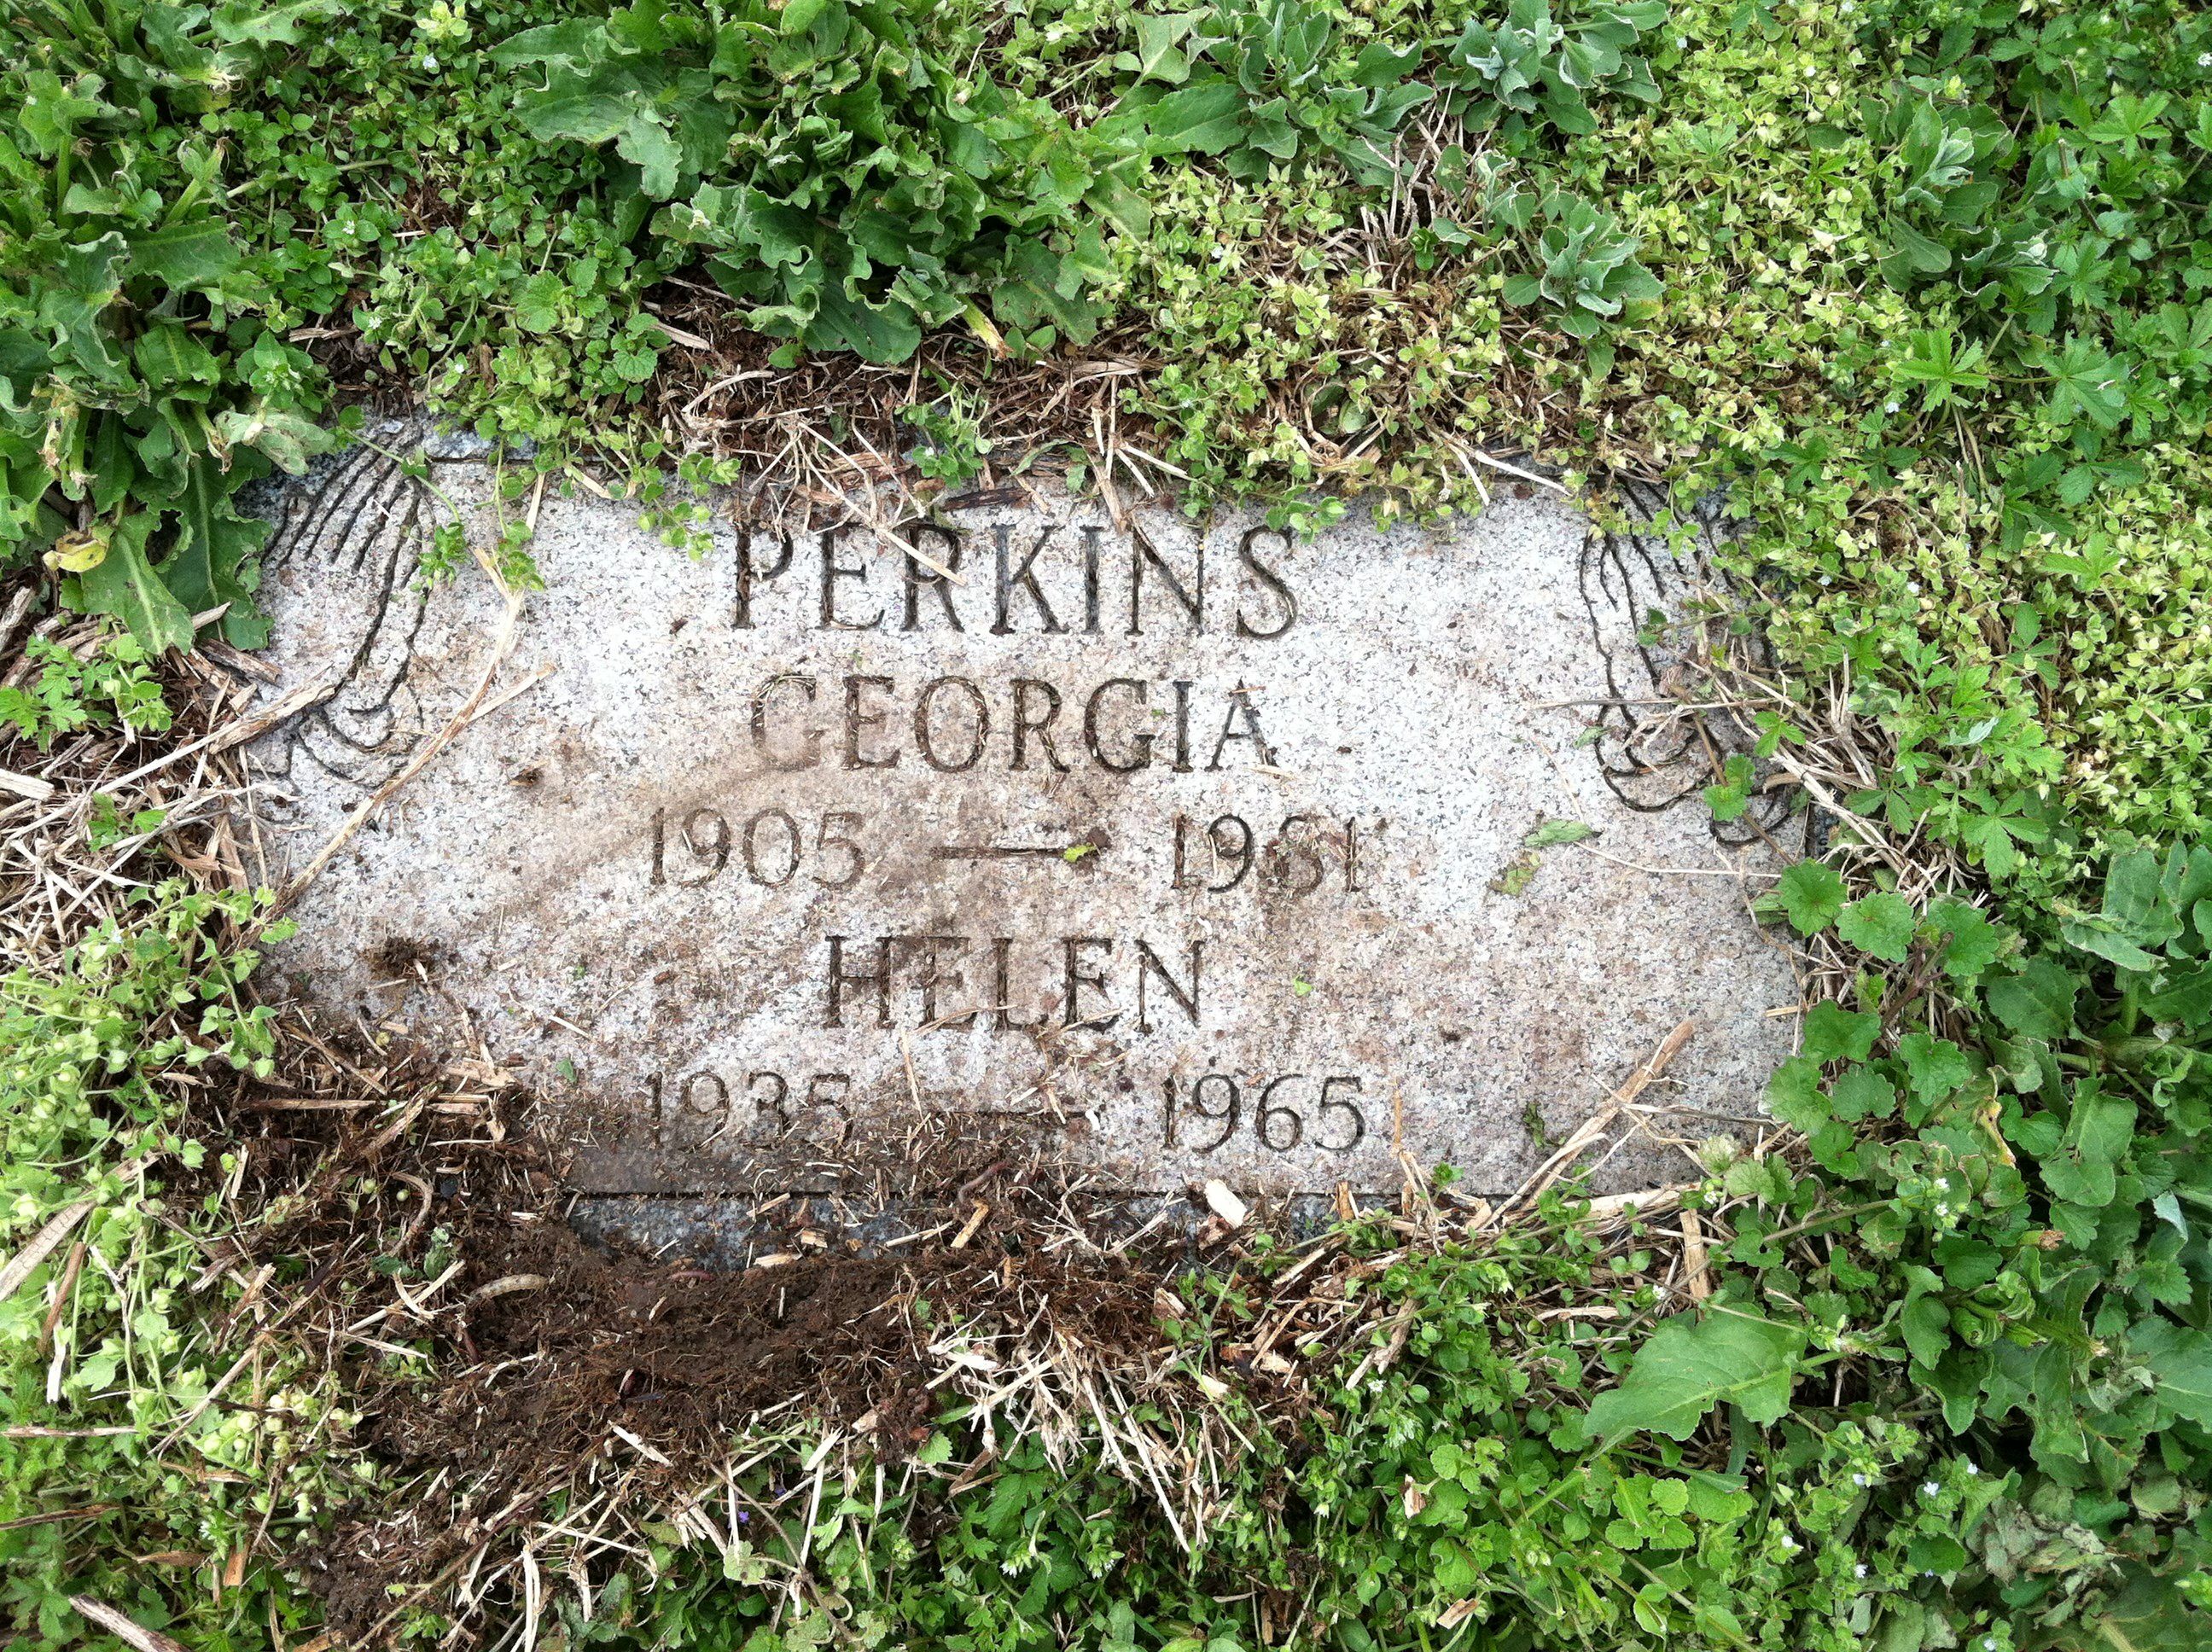 PERKINS
GEORGIA
1905 — 1961
HELEN
1935 — 1965